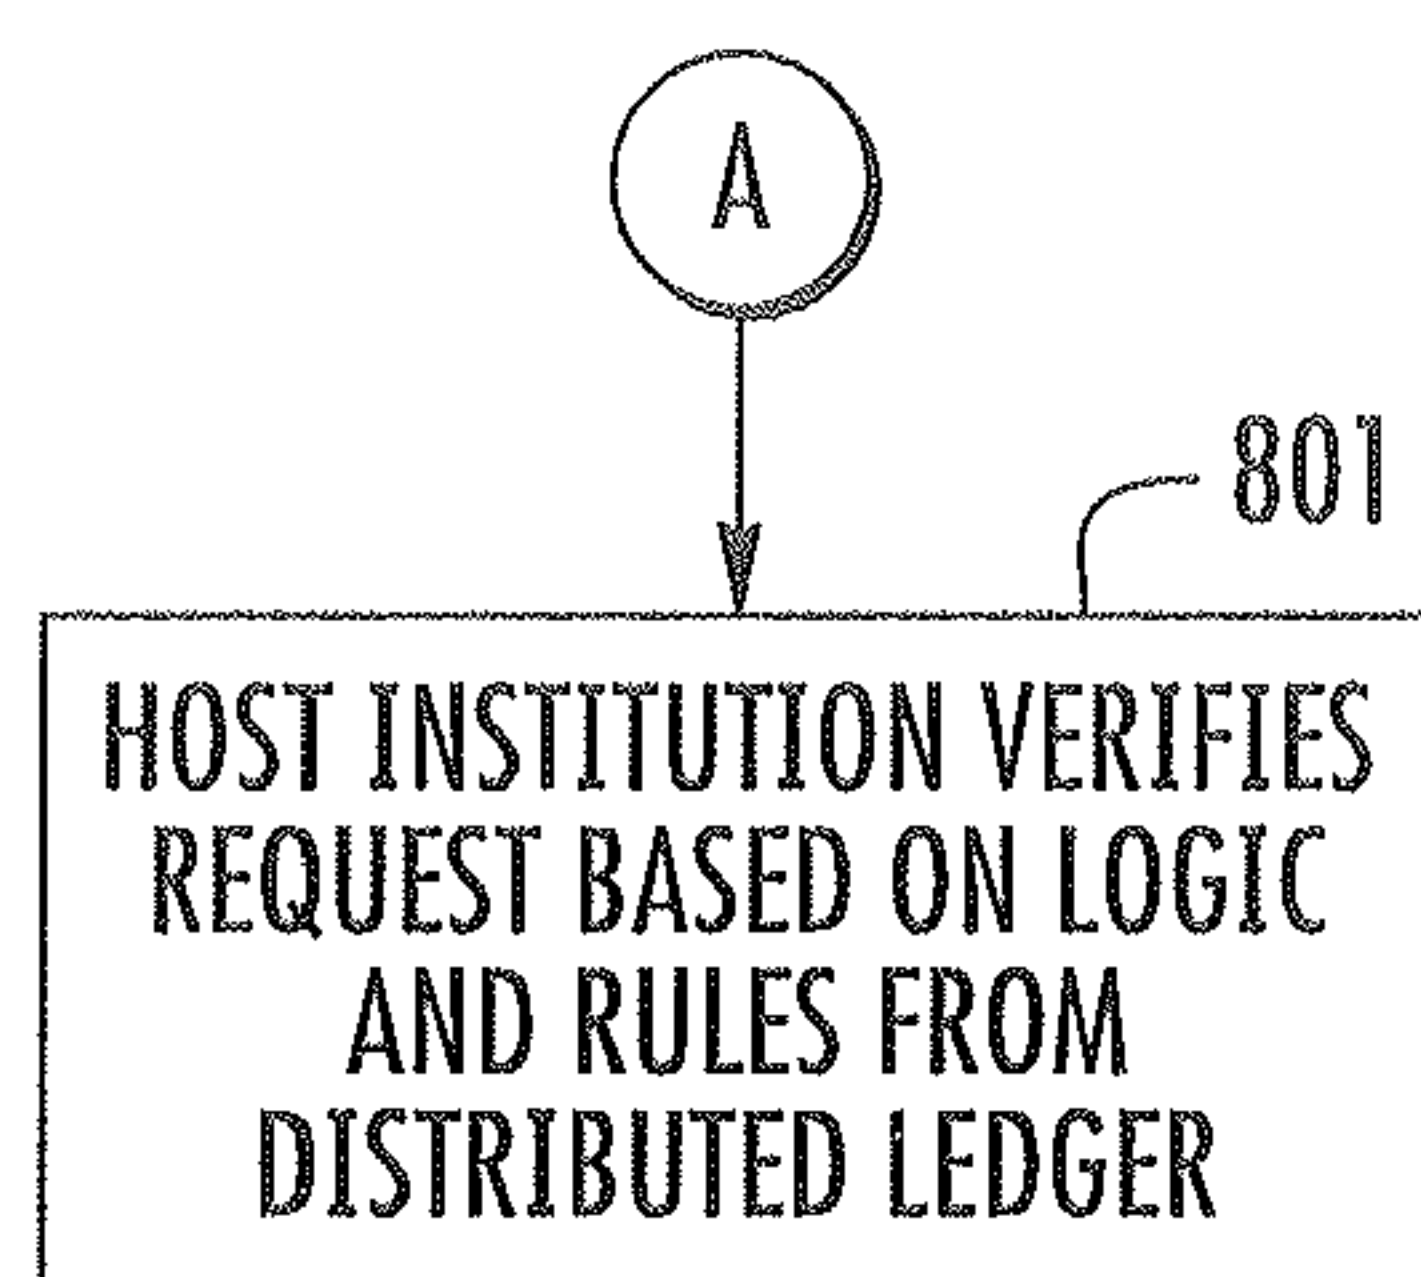 A
801
HOST INSTITUTION VERIFIES
REQUEST BASED ON LOGIC
AND RULES FROM
DISTRIBUTED LEDGER